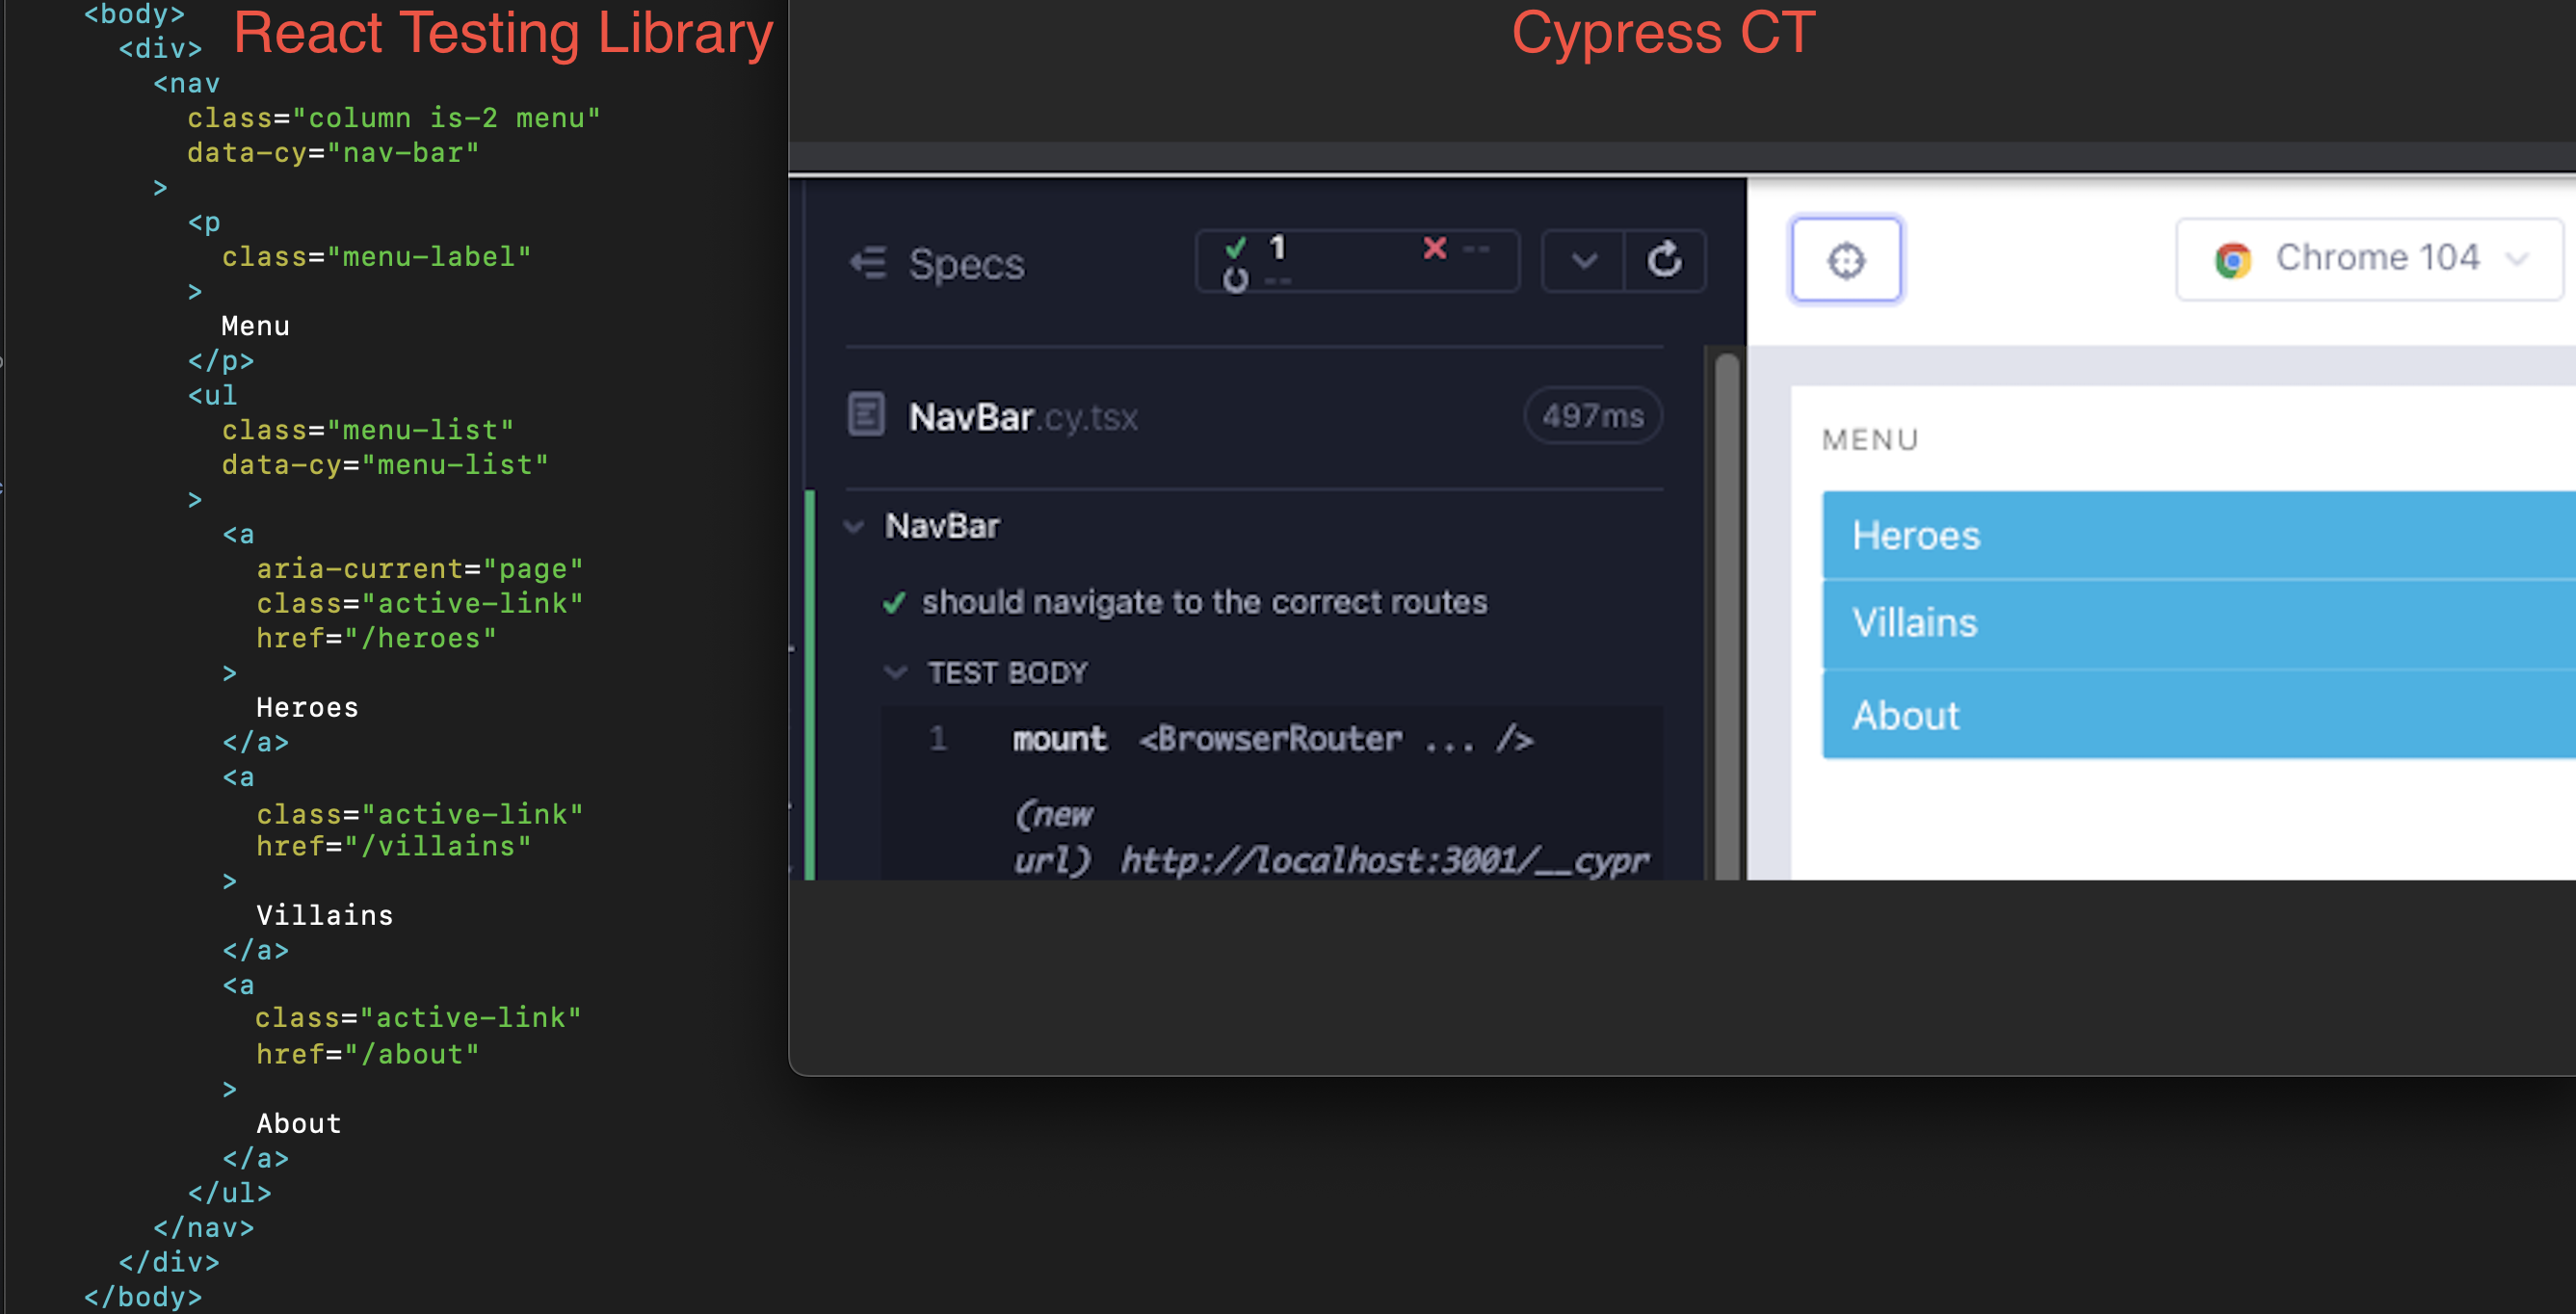 React Testing Library
<body>
<div>
<nav
class="column is-2 menu"
data-cy="nav-bar"
>
<p
class="menu-label"
>
Menu
</p>
<ul
class="menu-list"
data-cy="menu-list"
>
<a
aria-current="page"
class="active-link"
href="/heroes"
>
Heroes
</a>
<a
class="active-link"
href="/villains"
>
Villains
</a>
<a
class="active-link"
href="/about"
>
About
</a>
</ul>
</nav>
</div>
</body>
Cypress CT
Specs
1
--
--
NavBar.cy.tsx
497ms
NavBar
should navigate to the correct routes
TEST BODY
1 mount <BrowserRouter ... />
(new
url) http://localhost:3001/__cypr
Chrome 104
MENU
Heroes
Villains
About